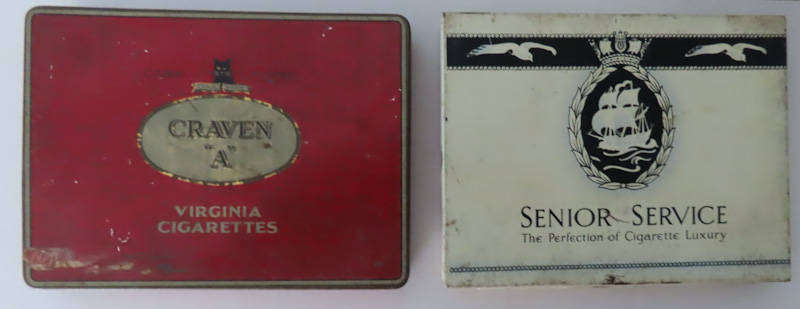 CRAVEN
"A"
VIRGINIA
CIGARETTES
SENIOR SERVICE
The Perfection of Cigarette Luxury